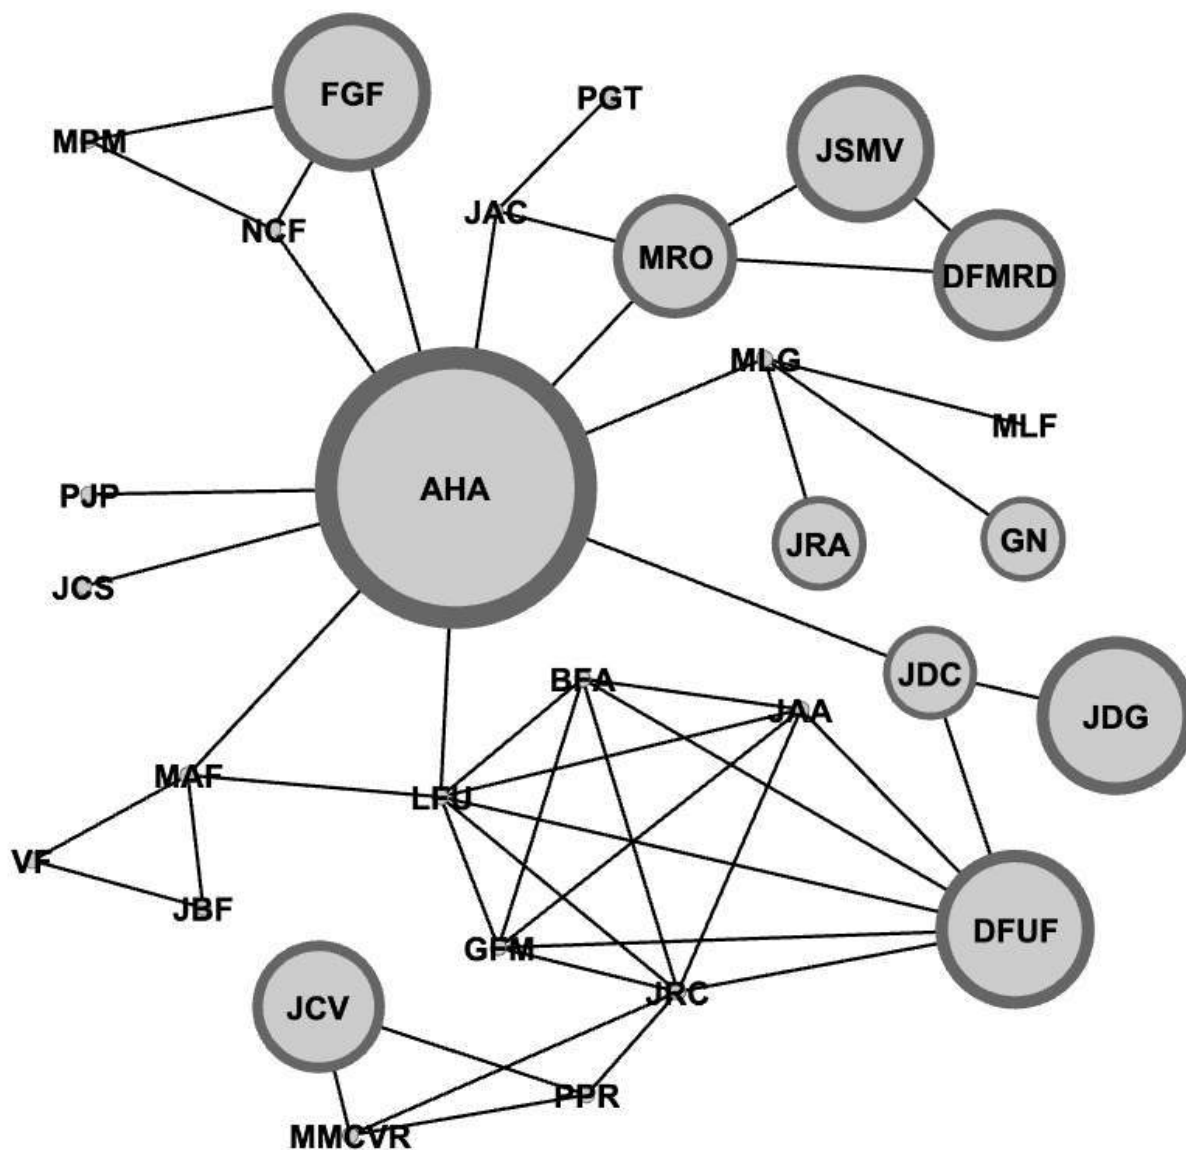 FGF
PGT
MPM
JSMV
JAC
NCF
MRO
DFMRD
MLG
MLF
AHA
PJP
JRA
GN
JCS
JDC
BFA
JAA
JDG
MAF
LFU
VF
JBF
DFUF
GFM
JRC
JCV
PPR
MMCVR